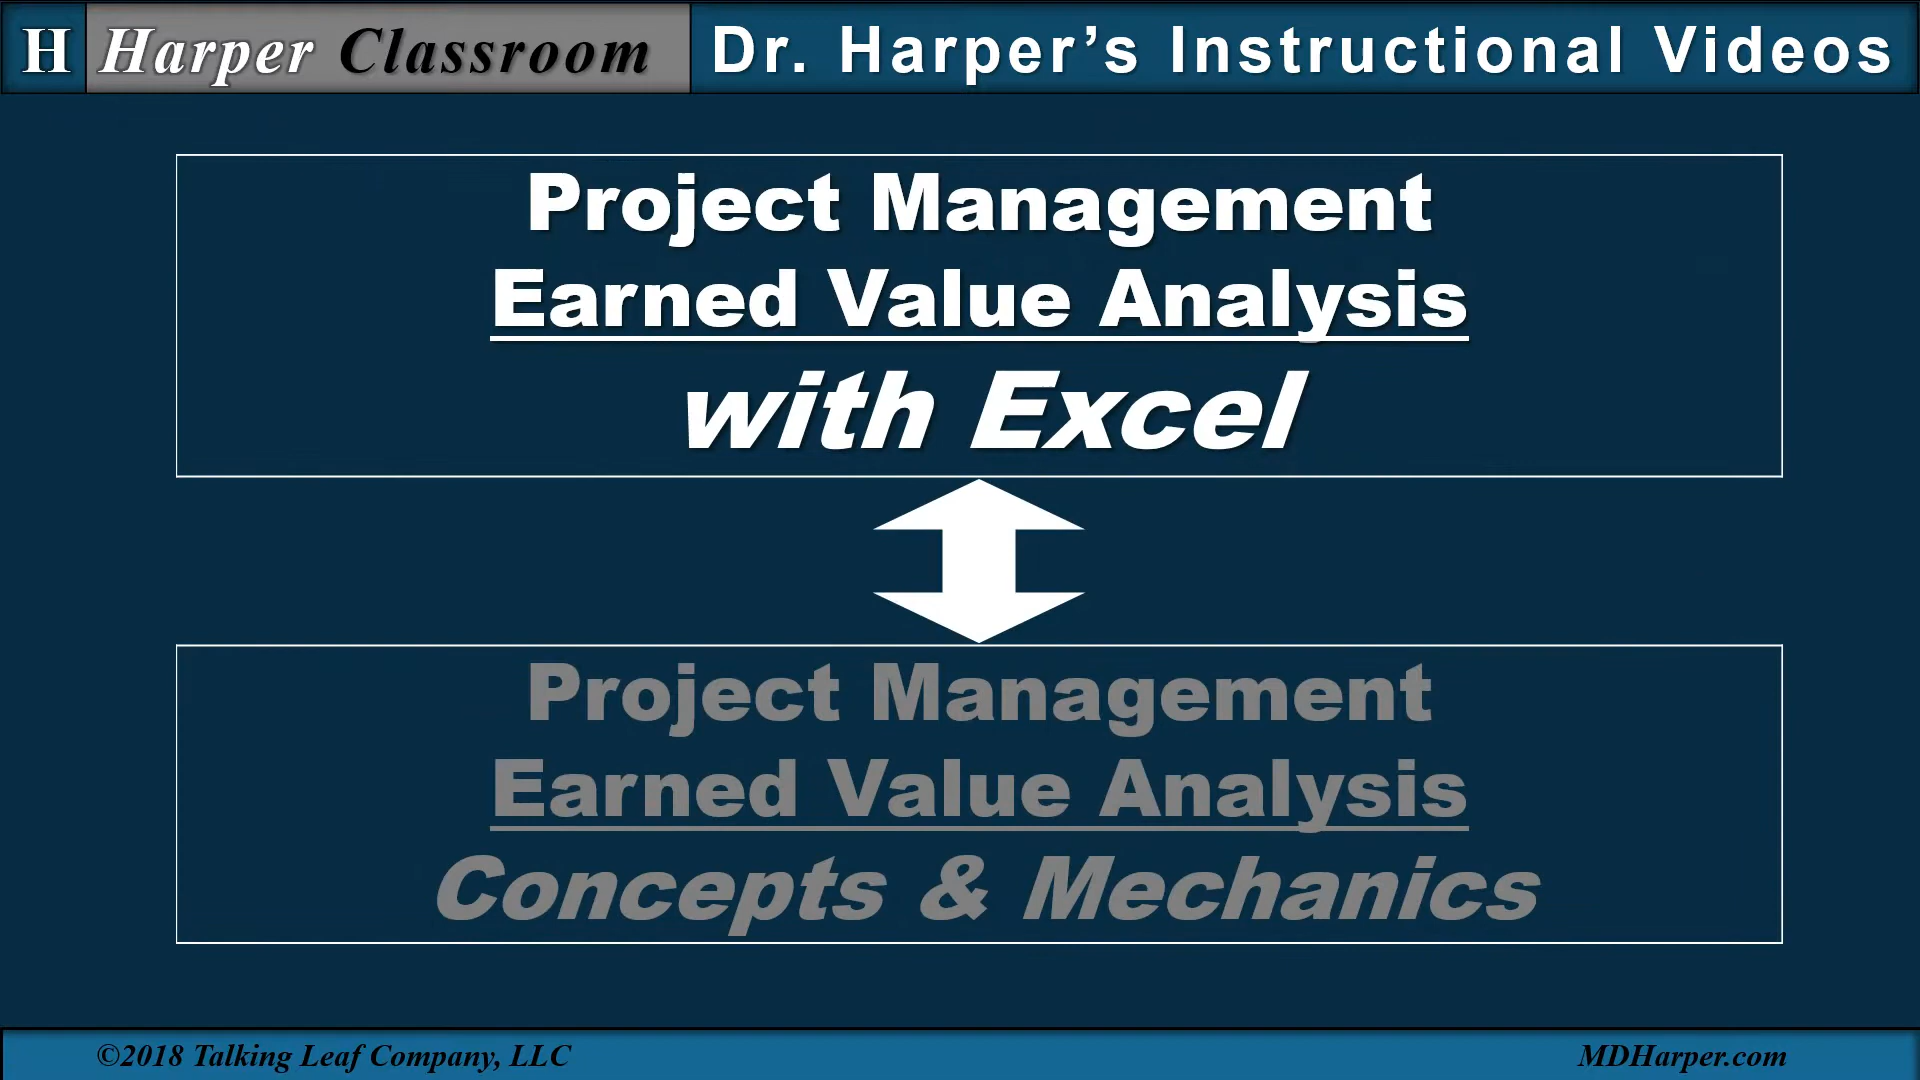 H Harper Classroom Dr. Harper’s Instructional Videos
Project Management
Earned Value Analysis
with Excel
Project Management
Earned Value Analysis
Concepts & Mechanics
©2018 Talking Leaf Company, LLC MDHarper.com